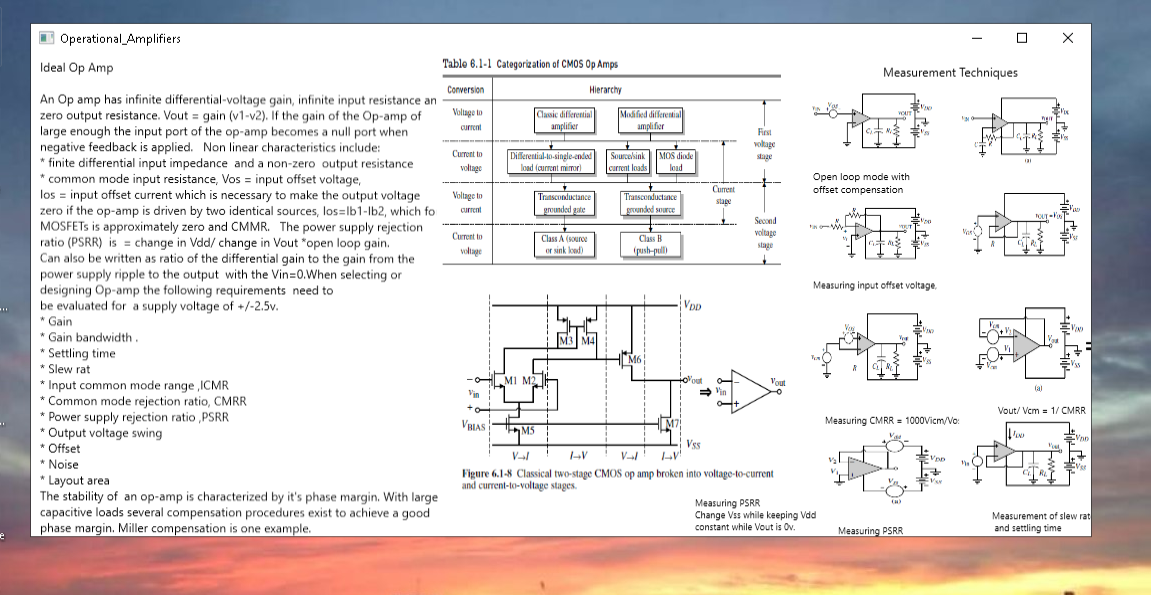 Operational_Amplifiers
Ideal Op Amp
An Op amp has infinite differential-voltage gain, infinite input resistance an
zero output resistance. Vout = gain (v1-v2). If the gain of the Op-amp of
large enough the input port of the op-amp becomes a null port when
negative feedback is applied. Non linear characteristics include:
* finite differential input impedance and a non-zero output resistance
* common mode input resistance, Vos = input offset voltage,
Ios = input offset current which is necessary to make the output voltage
zero if the op-amp is driven by two identical sources, Ios=Ib1-Ib2, which fo
MOSFETs is approximately zero and CMMR. The power supply rejection
ratio (PSRR) is = change in Vdd/ change in Vout *open loop gain.
Can also be written as ratio of the differential gain to the gain from the
power supply ripple to the output with the Vin=0.When selecting or
designing Op-amp the following requirements need to
be evaluated for a supply voltage of +/-2.5v.
* Gain
* Gain bandwidth .
* Settling time
* Slew rat
* Input common mode range ,ICMR
* Common mode rejection ratio, CMRR
* Power supply rejection ratio ,PSRR
* Output voltage swing
* Offset
* Noise
* Layout area
The stability of an op-amp is characterized by it's phase margin. With large
capacitive loads several compensation procedures exist to achieve a good
phase margin. Miller compensation is one example.
Table 6.1-1 Categorization of CMOS Op Amps
Conversion Hierarchy
Voltage to
current
Classic differential
amplifier
Modified differential
amplifier
First
voltage
stage
Current to
voltage
Differential-to-single-ended
load (current mirror)
Source/sink
current loads
MOS diode
load
Voltage to
current
Transconductance
grounded gate
Transconductance
grounded source
Current
stage
Second
voltage
stage
Current to
voltage
Class A (source
or sink load)
Class B
(push-pull)
VDD
M3 M4
M6
M1 M2
Vin
Vout
Vin
Vout
VBIAS
M5
M7
VSS
V→I I→V V→I I→V
Figure 6.1-8 Classical two-stage CMOS op amp broken into voltage-to-current
and current-to-voltage stages.
Measuring PSRR
Change Vss while keeping Vdd
constant while Vout is 0v.
Measurement Techniques
Open loop mode with
offset compensation
Measuring input offset voltage,
Measuring CMRR = 1000Vicm/Vo:
Vout/ Vcm = 1/ CMRR
Measuring PSRR
Measurement of slew rat
and settling time